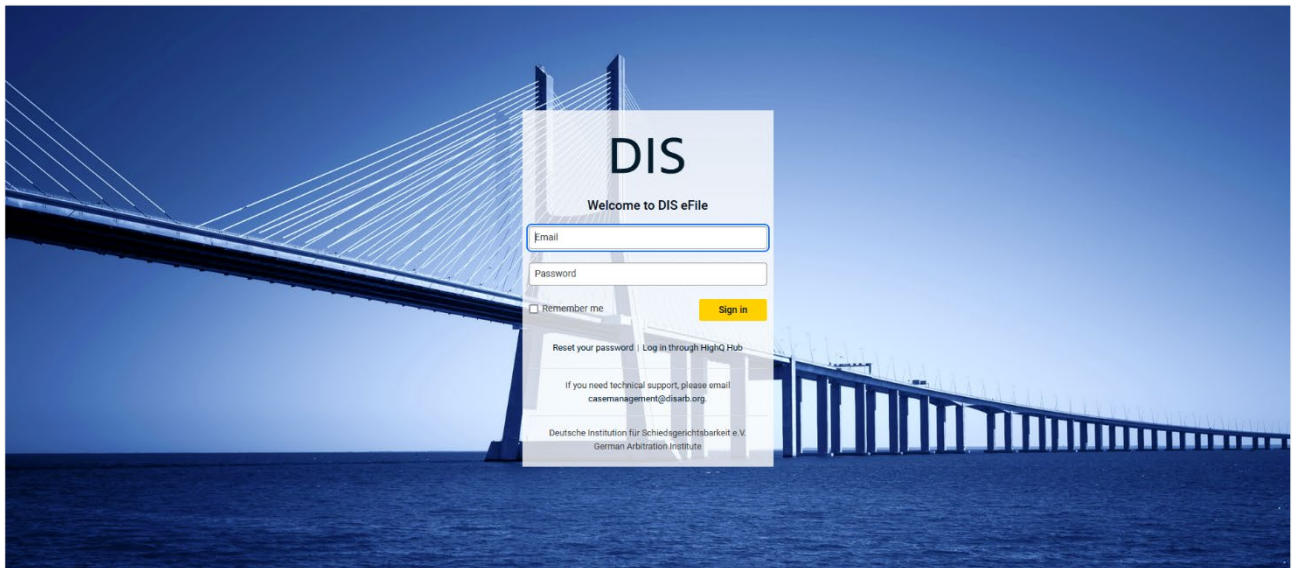 DIS
Welcome to DIS eFile
Email
Password
Remember me
Sign in
Reset your password | Log in through HighQ Hub
If you need technical support, please email
casemanagement@disarb.org.
Deutsche Institution für Schiedsgerichtsbarkeit e.V.
German Arbitration Institute